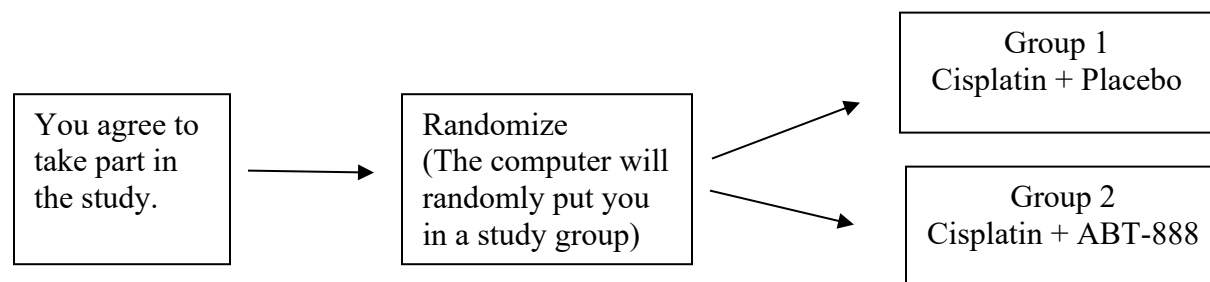 You agree to
take part in
the study.
Randomize
(The computer will
randomly put you
in a study group)
Group 1
Cisplatin + Placebo
Group 2
Cisplatin + ABT-888